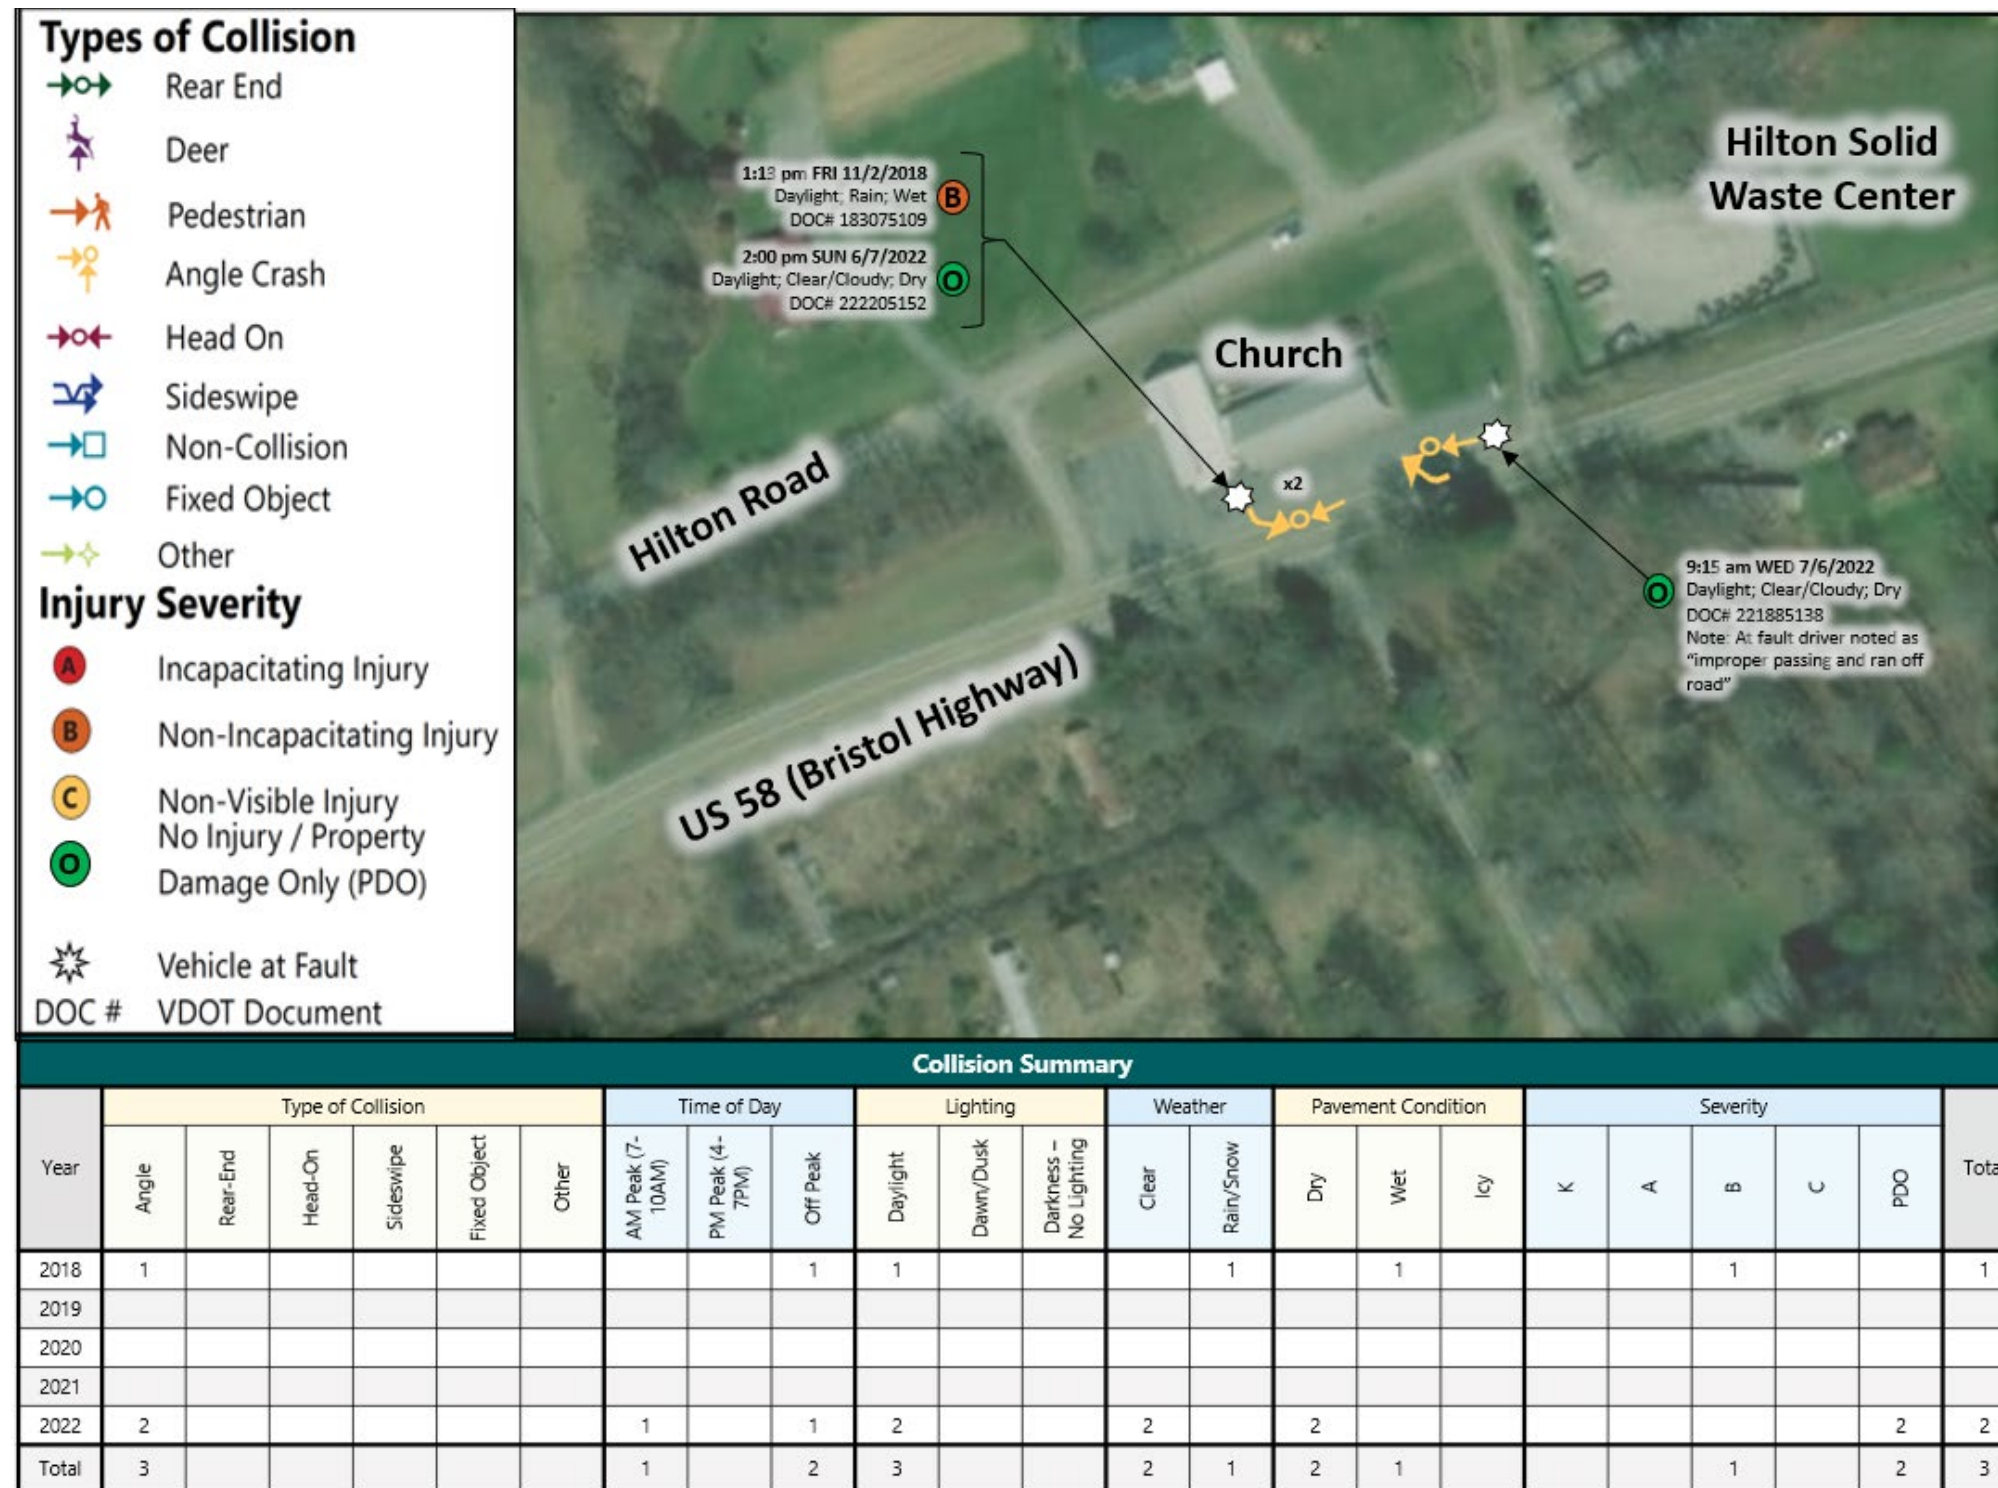 Types of Collision
Rear End
Deer
Pedestrian
Angle Crash
Head On
Sideswipe
Non-Collision
Fixed Object
Other
Injury Severity
A Incapacitating Injury
B Non-Incapacitating Injury
C Non-Visible Injury
O No Injury / Property
Damage Only (PDO)
Vehicle at Fault
DOC # VDOT Document
1:13 pm FRI 11/2/2018
Daylight; Rain; Wet
DOC# 183075109
B
2:00 pm SUN 6/7/2022
Daylight; Clear/Cloudy; Dry
DOC# 222205152
O
Hilton Solid
Waste Center
Church
x2
Hilton Road
US 58 (Bristol Highway)
O
9:15 am WED 7/6/2022
Daylight; Clear/Cloudy; Dry
DOC# 221885138
Note: At fault driver noted as
"improper passing and ran off
road"
Collision Summary
Year Type of Collision Time of Day Lighting Weather Pavement Condition Severity Tota
Angle Rear-End Head-On Sideswipe Fixed Object Other AM Peak (7-10AM) PM Peak (4-7PM) Off Peak Daylight Dawn/Dusk Darkness – No Lighting Clear Rain/Snow Dry Wet Icy K A B C PDO
2018 1 1 1 1 1 1 1
2019
2020
2021
2022 2 1 1 2 2 2 2 2
Total 3 1 2 3 2 1 2 1 1 2 3